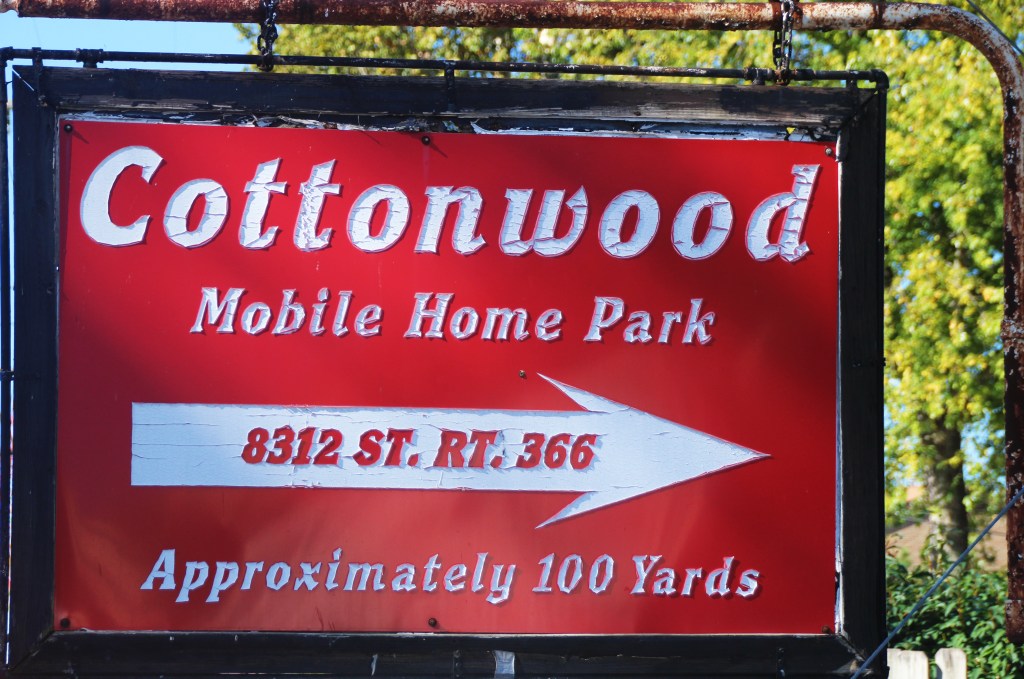 Cottonwood
Mobile Home Park
8312 ST. RT. 366
Approximately 100 Yards